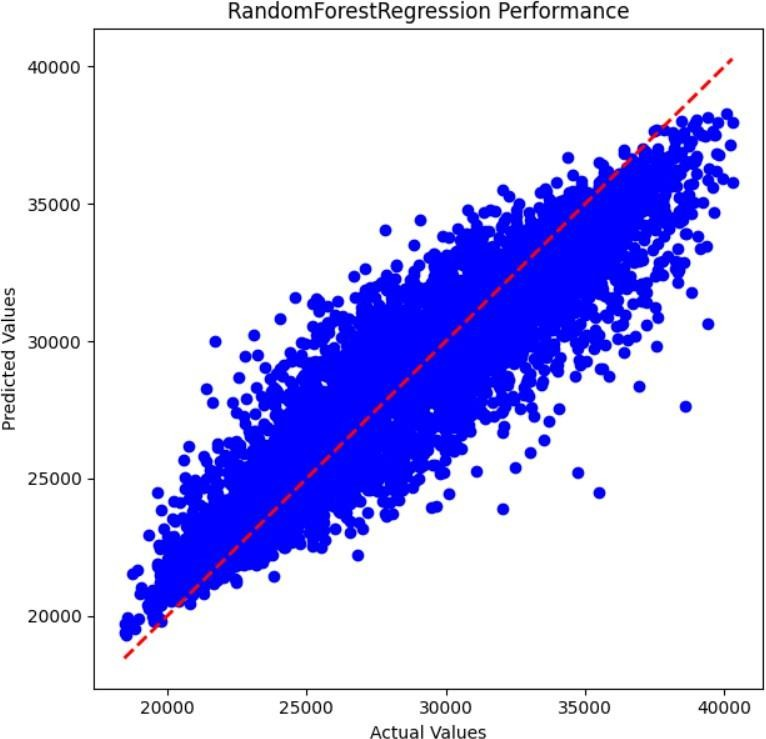 RandomForestRegression Performance
40000
35000
30000
25000
20000
Predicted Values
20000 25000 30000 35000 40000
Actual Values